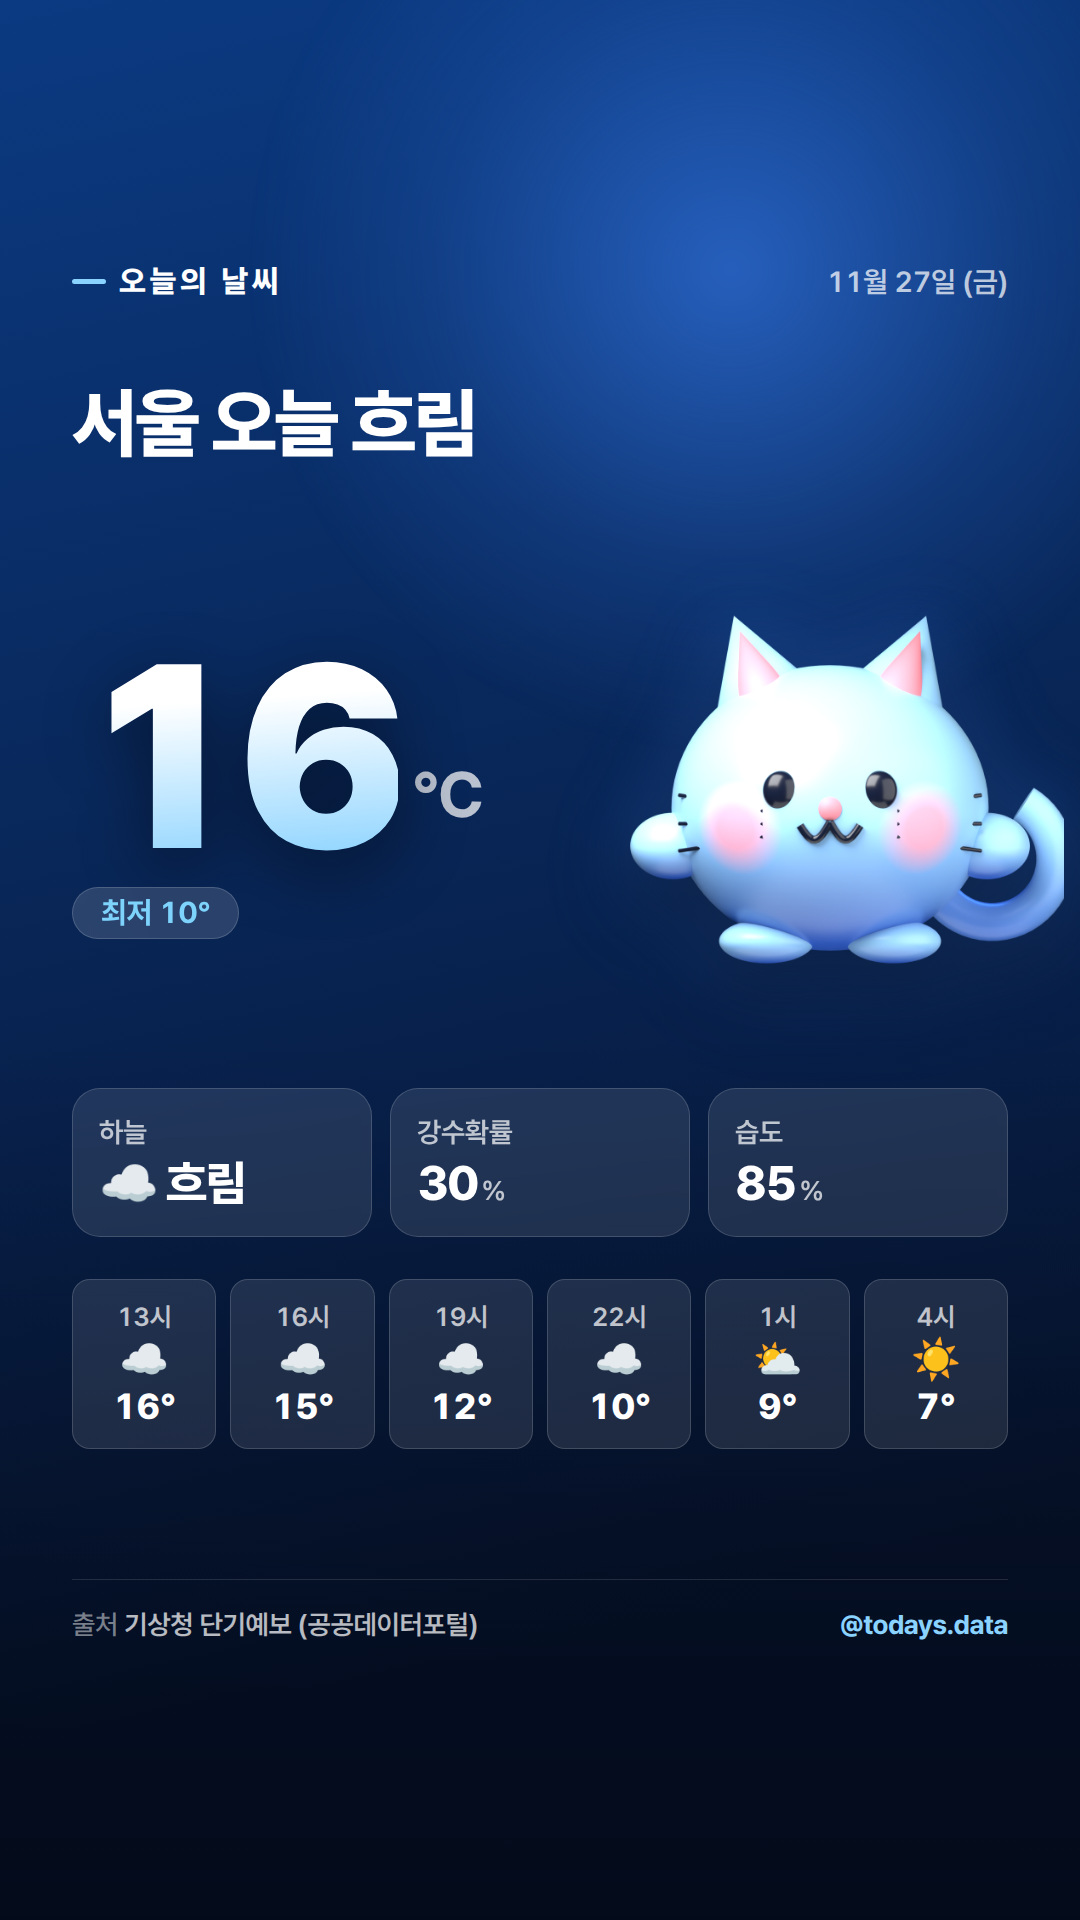 오늘의 날씨
11월 27일 (금)
서울 오늘 흐림
16°C
최저 10°
하늘
☁️ 흐림
강수확률
30%
습도
85%
13시
16°
16시
15°
19시
12°
22시
10°
1시
9°
4시
7°
출처 기상청 단기예보 (공공데이터포털)
@todays.data